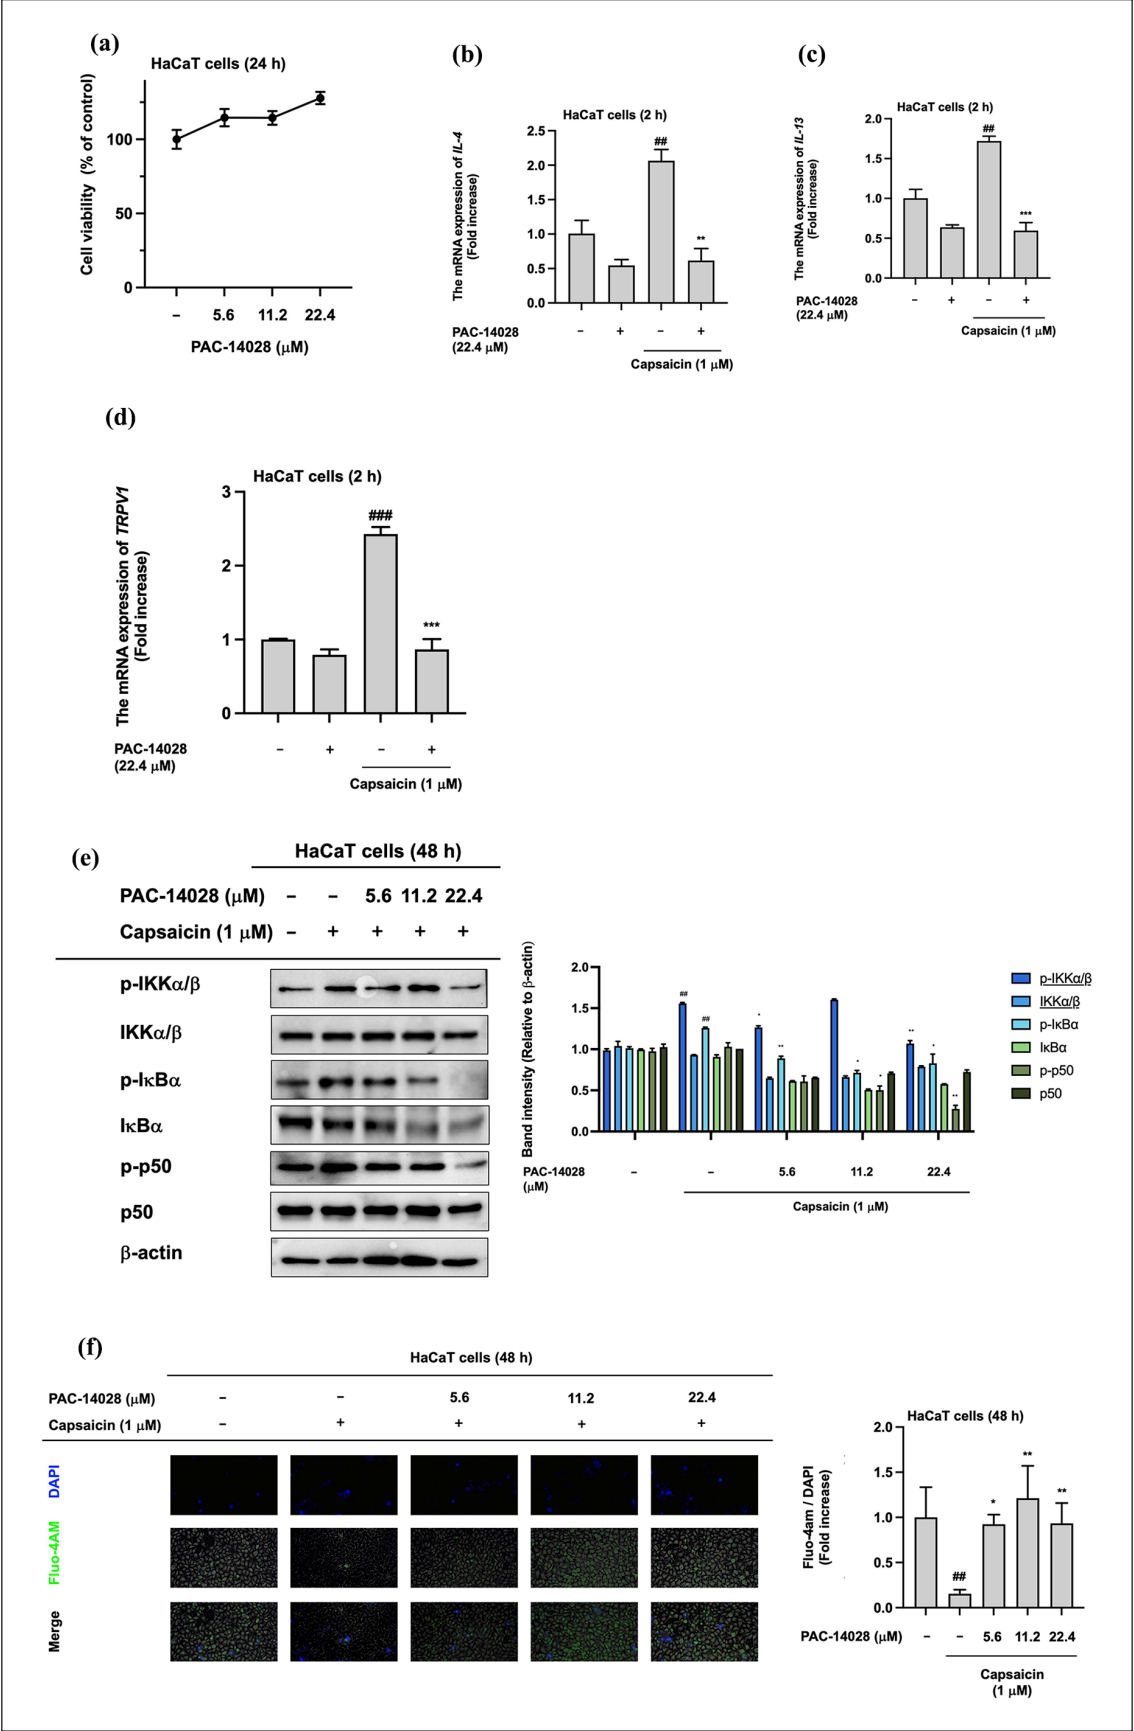 (a)
HaCaT cells (24 h)
Cell viability (% of control)
100
50
0
– 5.6 11.2 22.4
PAC-14028 (μM)
(b)
HaCaT cells (2 h)
The mRNA expression of IL-4
(Fold increase)
2.5
2.0
1.5
1.0
0.5
0.0
##
**
PAC-14028
(22.4 μM)
– + – +
Capsaicin (1 μM)
(c)
HaCaT cells (2 h)
The mRNA expression of IL-13
(Fold increase)
2.0
1.5
1.0
0.5
0.0
##
***
PAC-14028
(22.4 μM)
– + – +
Capsaicin (1 μM)
(d)
HaCaT cells (2 h)
The mRNA expression of TRPV1
(Fold increase)
3
2
1
0
###
***
PAC-14028
(22.4 μM)
– + – +
Capsaicin (1 μM)
(e)
HaCaT cells (48 h)
PAC-14028 (μM) – – 5.6 11.2 22.4
Capsaicin (1 μM) – + + + +
p-IKKα/β
IKKα/β
p-IκBα
IκBα
p-p50
p50
β-actin
Band intensity (Relative to β-actin)
2.0
1.5
1.0
0.5
0.0
##
##
*
**
*
*
**
*
**
PAC-14028
(μM)
– – 5.6 11.2 22.4
Capsaicin (1 μM)
p-IKKα/β
IKKα/β
p-IκBα
IκBα
p-p50
p50
(f)
HaCaT cells (48 h)
PAC-14028 (μM) – – 5.6 11.2 22.4
Capsaicin (1 μM) – + + + +
DAPI
Fluo-4AM
Merge
HaCaT cells (48 h)
Fluo-4am / DAPI
(Fold increase)
2.0
1.5
1.0
0.5
0.0
##
*
**
**
PAC-14028 (μM) – – 5.6 11.2 22.4
Capsaicin
(1 μM)